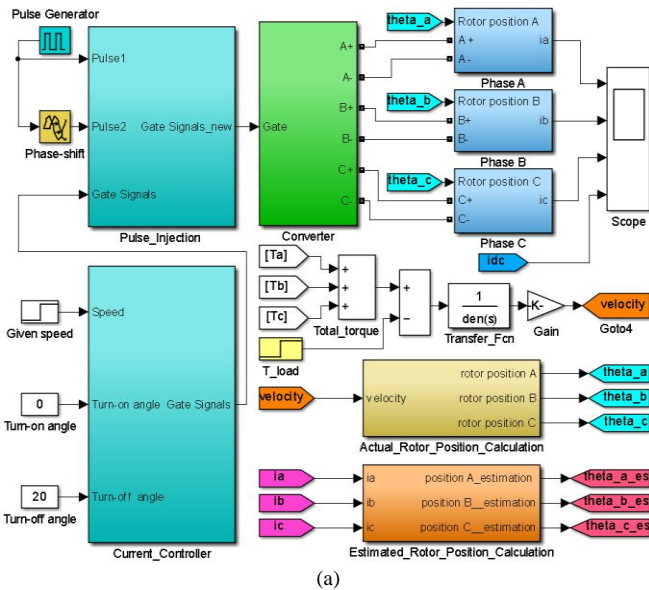 Pulse Generator
Pulse1
Phase-shift
Pulse2
Gate Signals_new
Gate Signals
Pulse_Injection
Gate
A+
A-
B+
B-
C+
C-
Converter
theta_a
Rotor position A
A+
A-
ia
Phase A
theta_b
Rotor position B
B+
B-
ib
Phase B
theta_c
Rotor position C
C+
C-
ic
Phase C
Scope
idc
[Ta]
[Tb]
[Tc]
+
+
+
Total_torque
+
−
T_load
1
den(s)
Transfer_Fcn
-K-
Gain
velocity
Goto4
Given speed
Speed
0
Turn-on angle
Turn-on angle
Gate Signals
20
Turn-off angle
Turn-off angle
Current_Controller
velocity
velocity
rotor position A
rotor position B
rotor position C
theta_a
theta_b
theta_c
Actual_Rotor_Position_Calculation
ia
ib
ic
ia
ib
ic
position A_estimation
position B__estimation
position C__estimation
theta_a_es
theta_b_es
theta_c_es
Estimated_Rotor_Position_Calculation
(a)